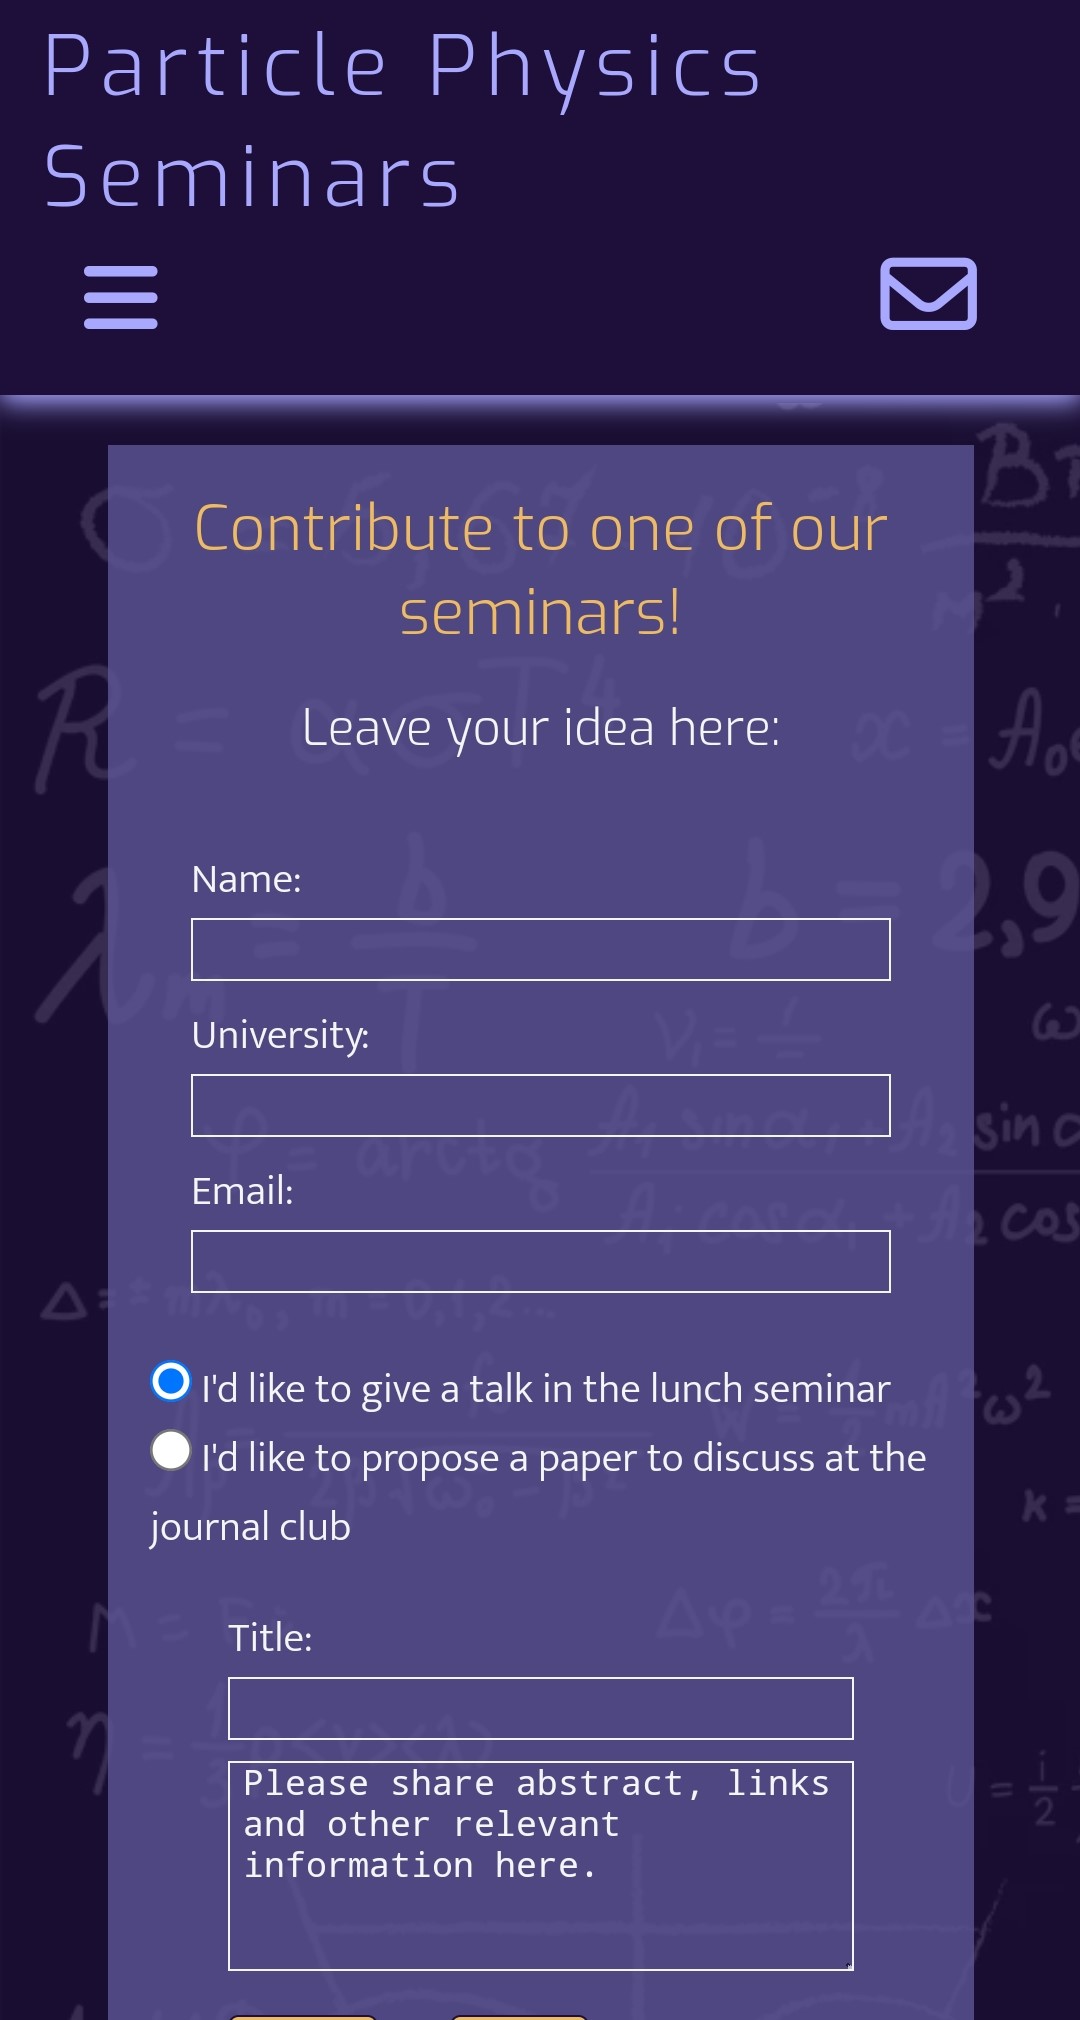 Particle Physics
Seminars
Contribute to one of our
seminars!
Leave your idea here:
Name:
University:
Email:
I'd like to give a talk in the lunch seminar
I'd like to propose a paper to discuss at the
journal club
Title:
Please share abstract, links
and other relevant
information here.